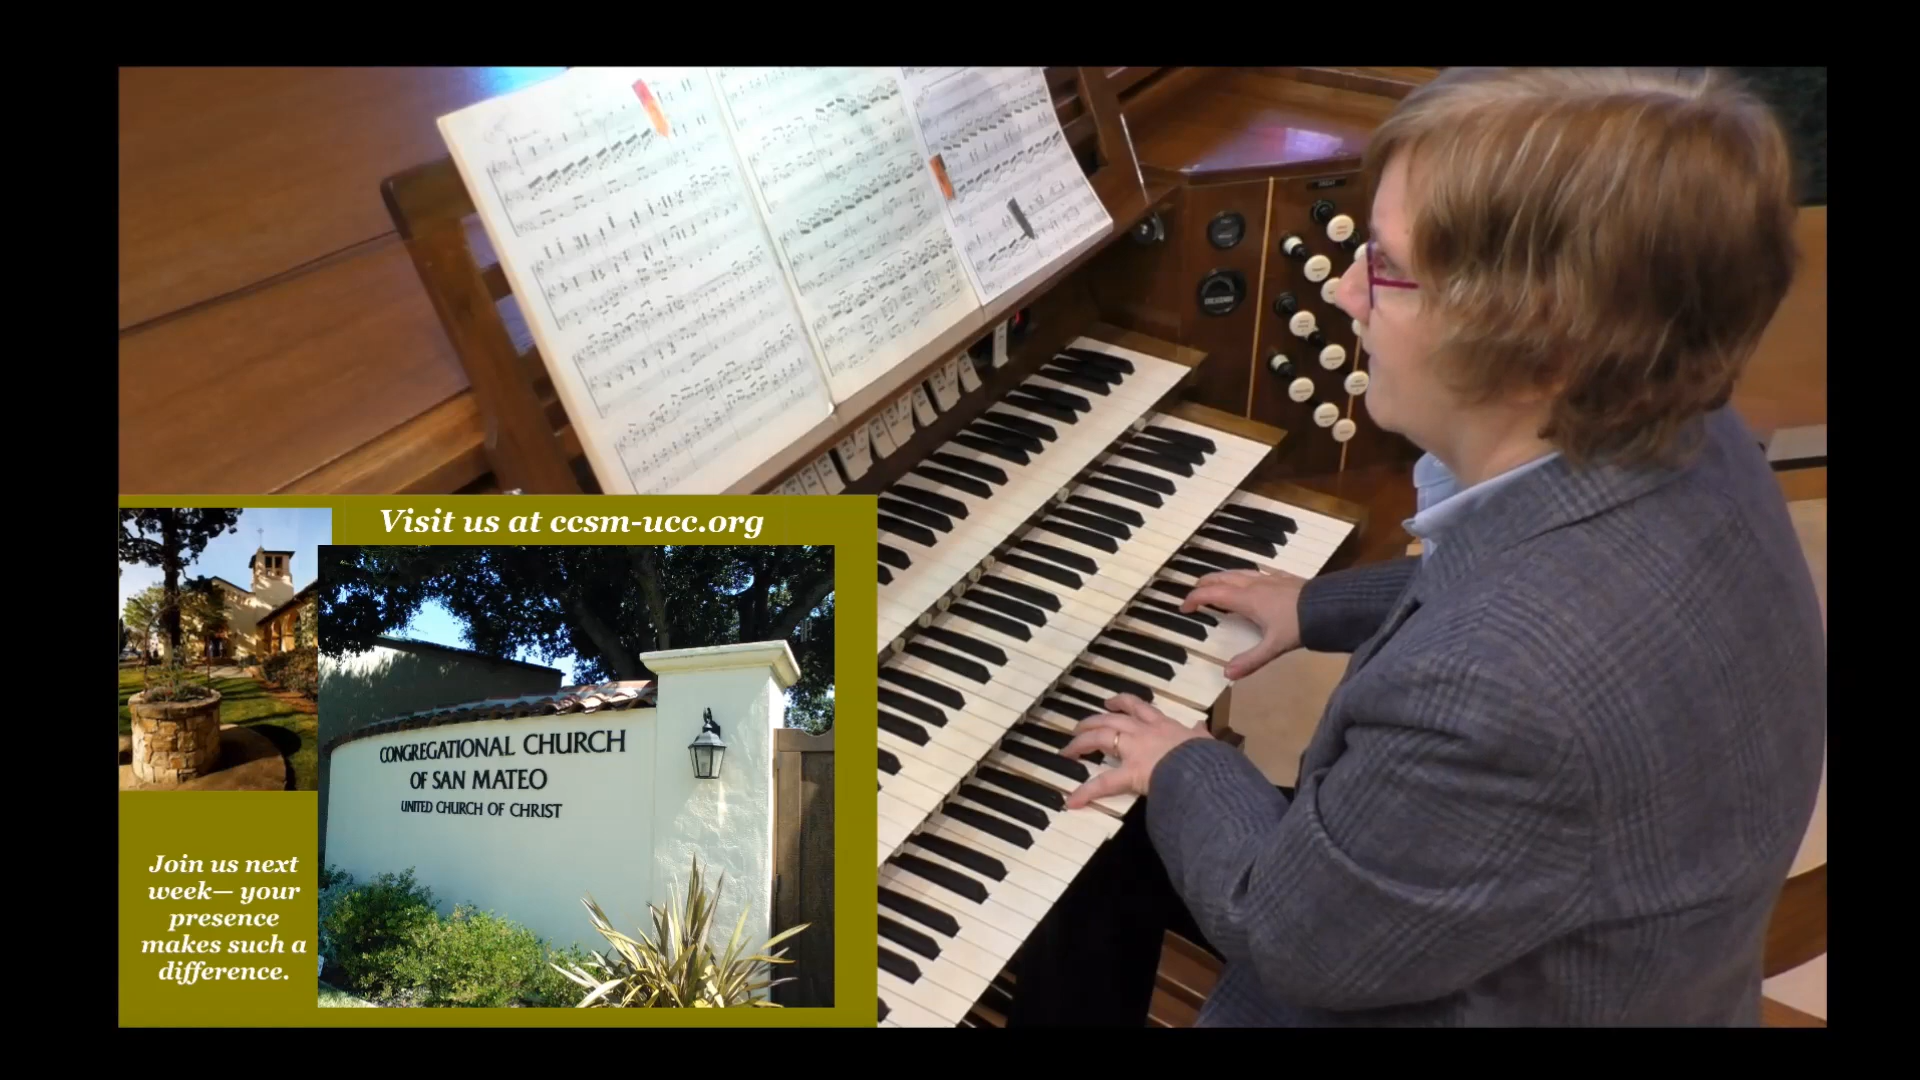 Visit us at ccsm-ucc.org
CONGREGATIONAL CHURCH
OF SAN MATEO
UNITED CHURCH OF CHRIST
Join us next
week— your
presence
makes such a
difference.